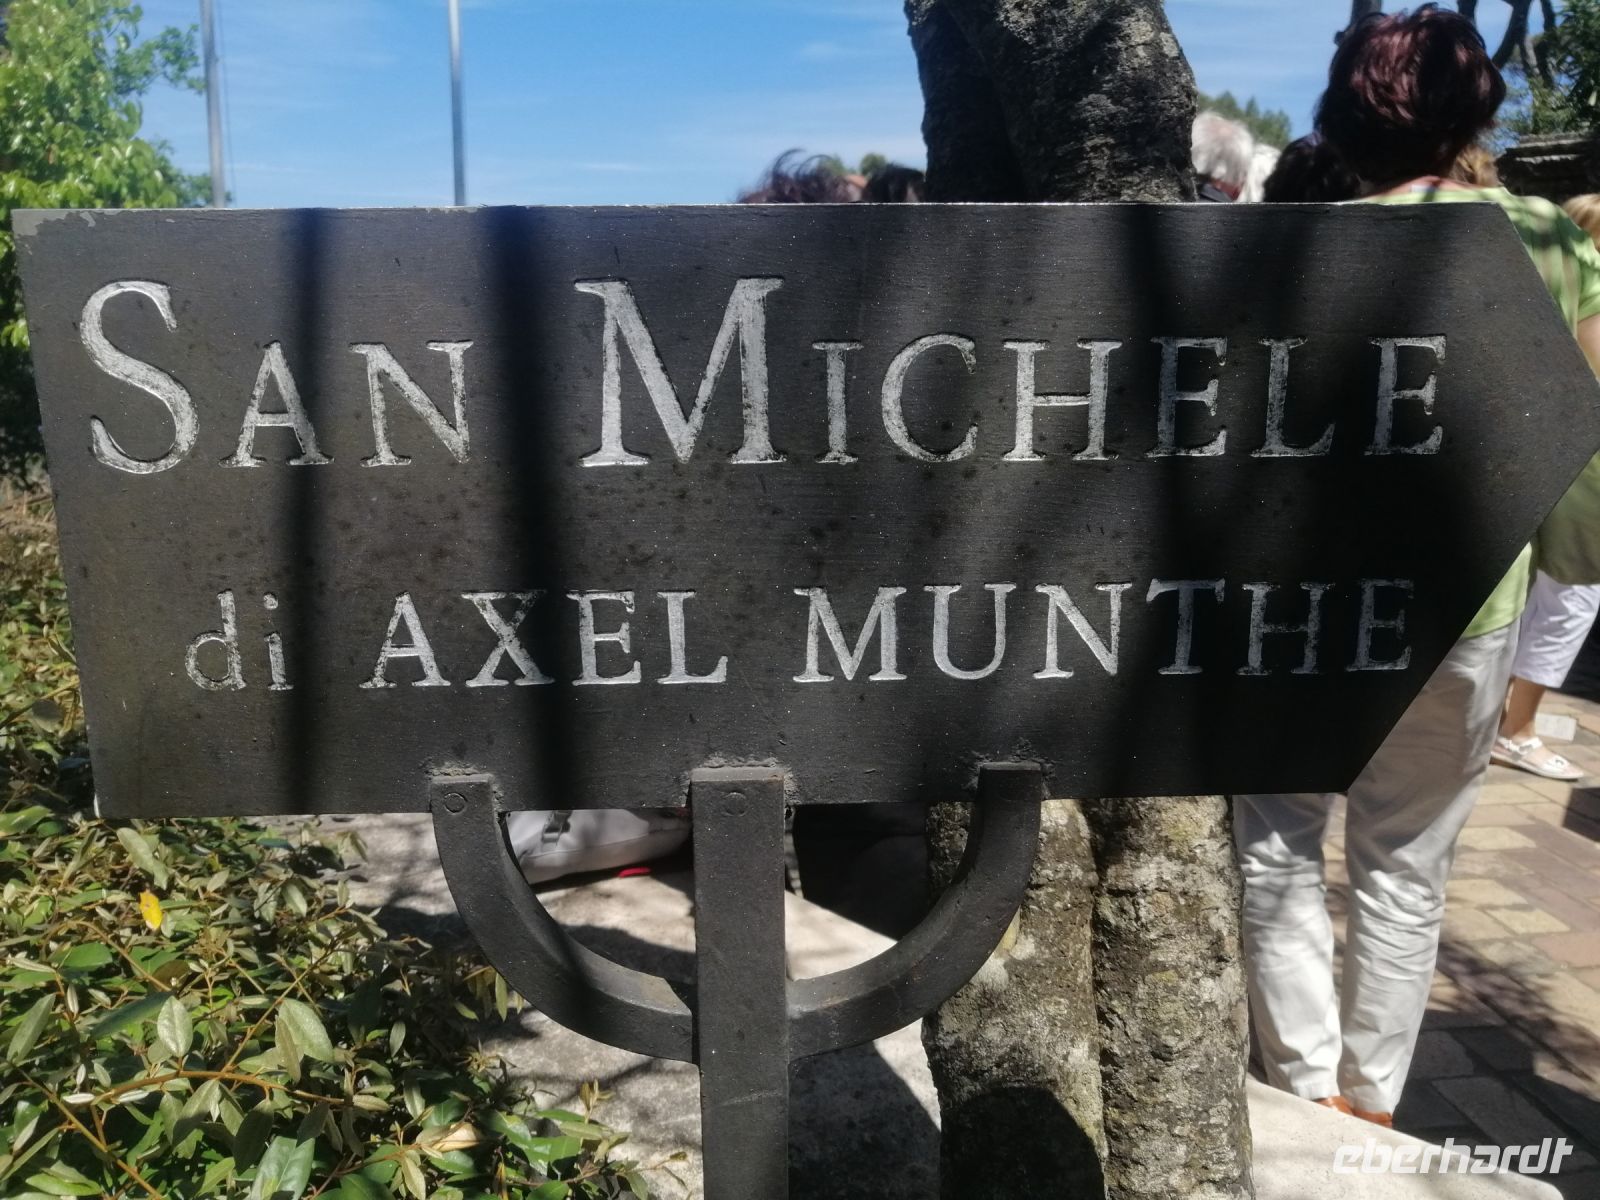 SAN MICHELE
di AXEL MUNTHE
eberhardt